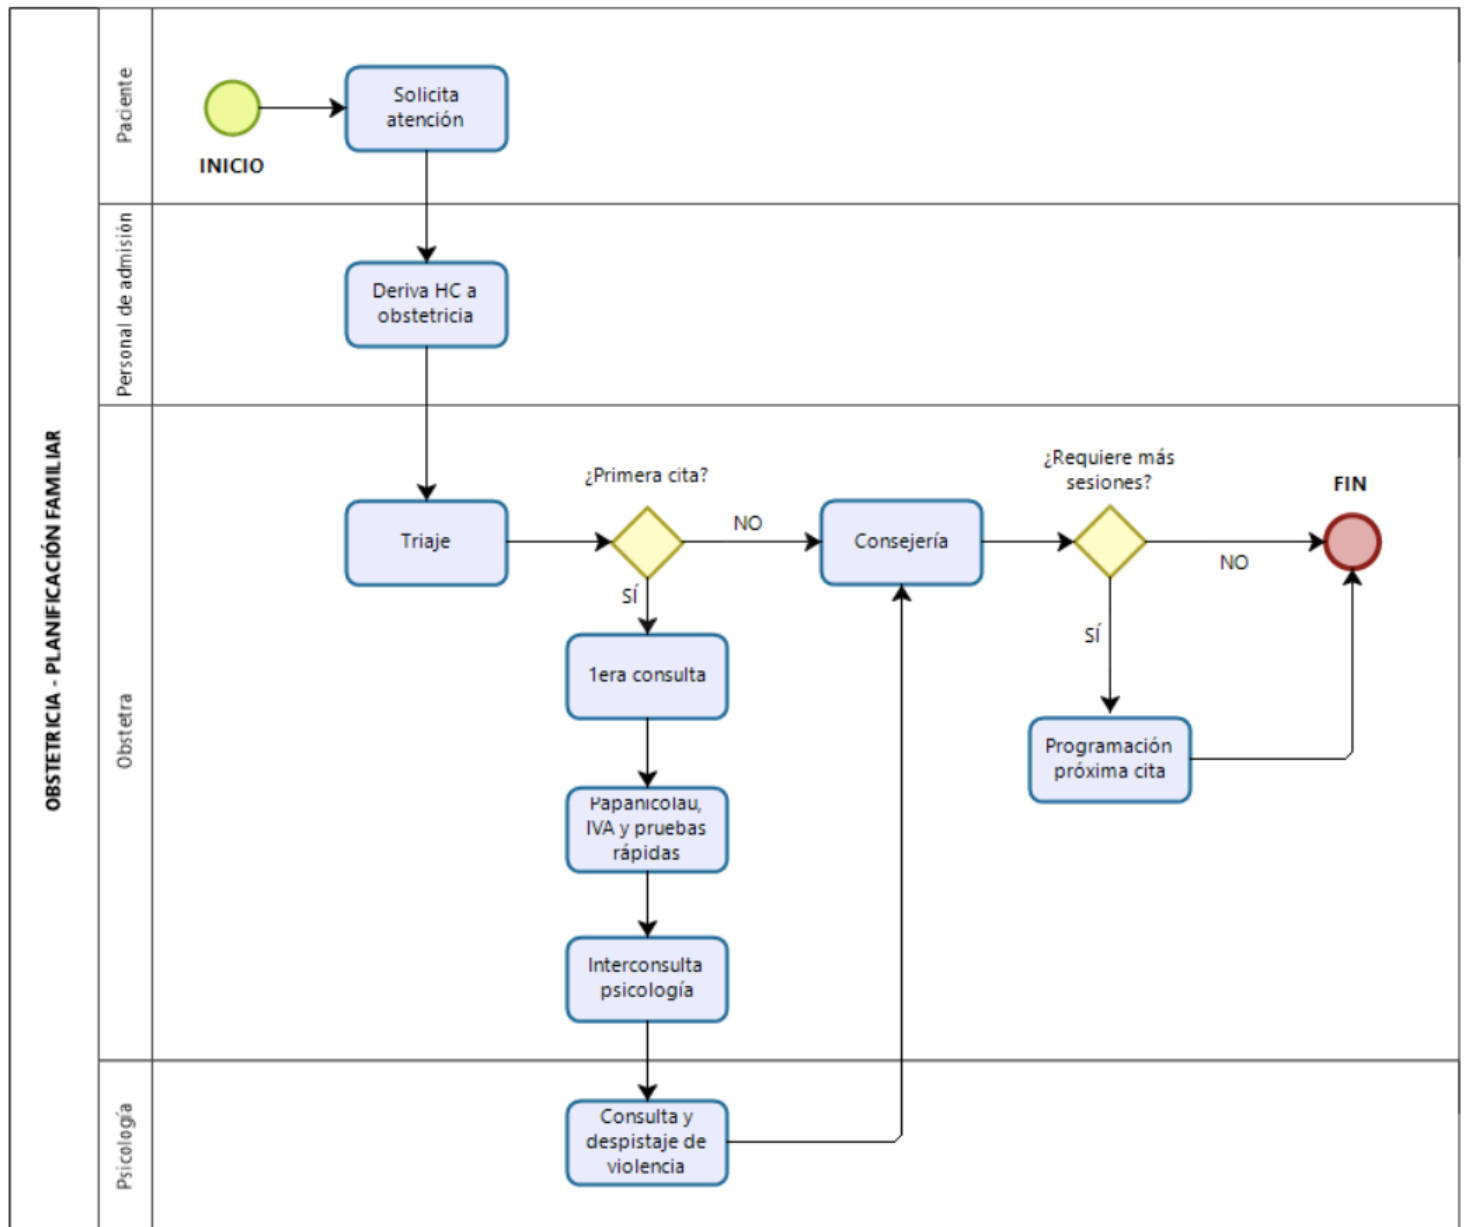 OBSTETRICIA - PLANIFICACIÓN FAMILIAR
Paciente
INICIO
Solicita
atención
Personal de admisión
Deriva HC a
obstetricia
Obstetra
Triaje
¿Primera cita?
NO
SÍ
Consejería
¿Requiere más
sesiones?
NO
SÍ
FIN
1era consulta
Programación
próxima cita
Papanicolau,
IVA y pruebas
rápidas
Interconsulta
psicología
Psicología
Consulta y
despistaje de
violencia